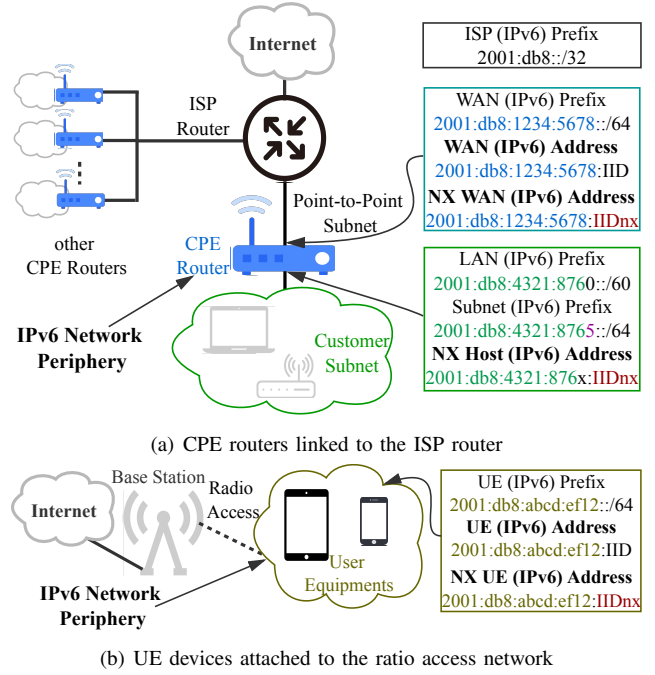 Internet
ISP (IPv6) Prefix
2001:db8::/32
ISP
Router
WAN (IPv6) Prefix
2001:db8:1234:5678::/64
WAN (IPv6) Address
2001:db8:1234:5678:IID
NX WAN (IPv6) Address
2001:db8:1234:5678:IIDnx
Point-to-Point
Subnet
other
CPE Routers
CPE
Router
IPv6 Network
Periphery
Customer
Subnet
LAN (IPv6) Prefix
2001:db8:4321:8760::/60
Subnet (IPv6) Prefix
2001:db8:4321:8765::/64
NX Host (IPv6) Address
2001:db8:4321:876x:IIDnx
(a) CPE routers linked to the ISP router
Internet
Base Station
Radio
Access
User
Equipments
IPv6 Network
Periphery
UE (IPv6) Prefix
2001:db8:abcd:ef12::/64
UE (IPv6) Address
2001:db8:abcd:ef12:IID
NX UE (IPv6) Address
2001:db8:abcd:ef12:IIDnx
(b) UE devices attached to the ratio access network